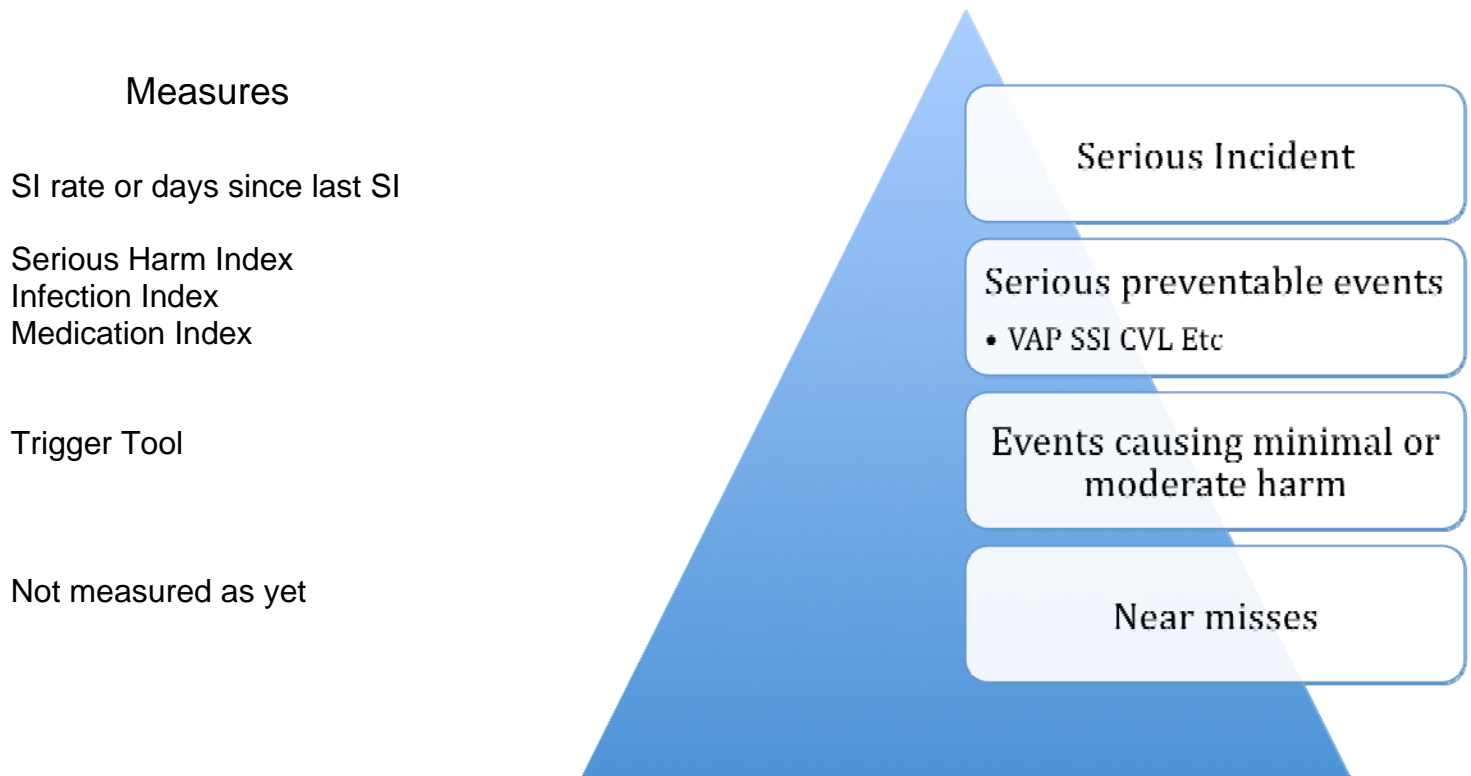 Measures
SI rate or days since last SI
Serious Harm Index
Infection Index
Medication Index
Trigger Tool
Not measured as yet
Serious Incident
Serious preventable events
• VAP SSI CVL Etc
Events causing minimal or
moderate harm
Near misses